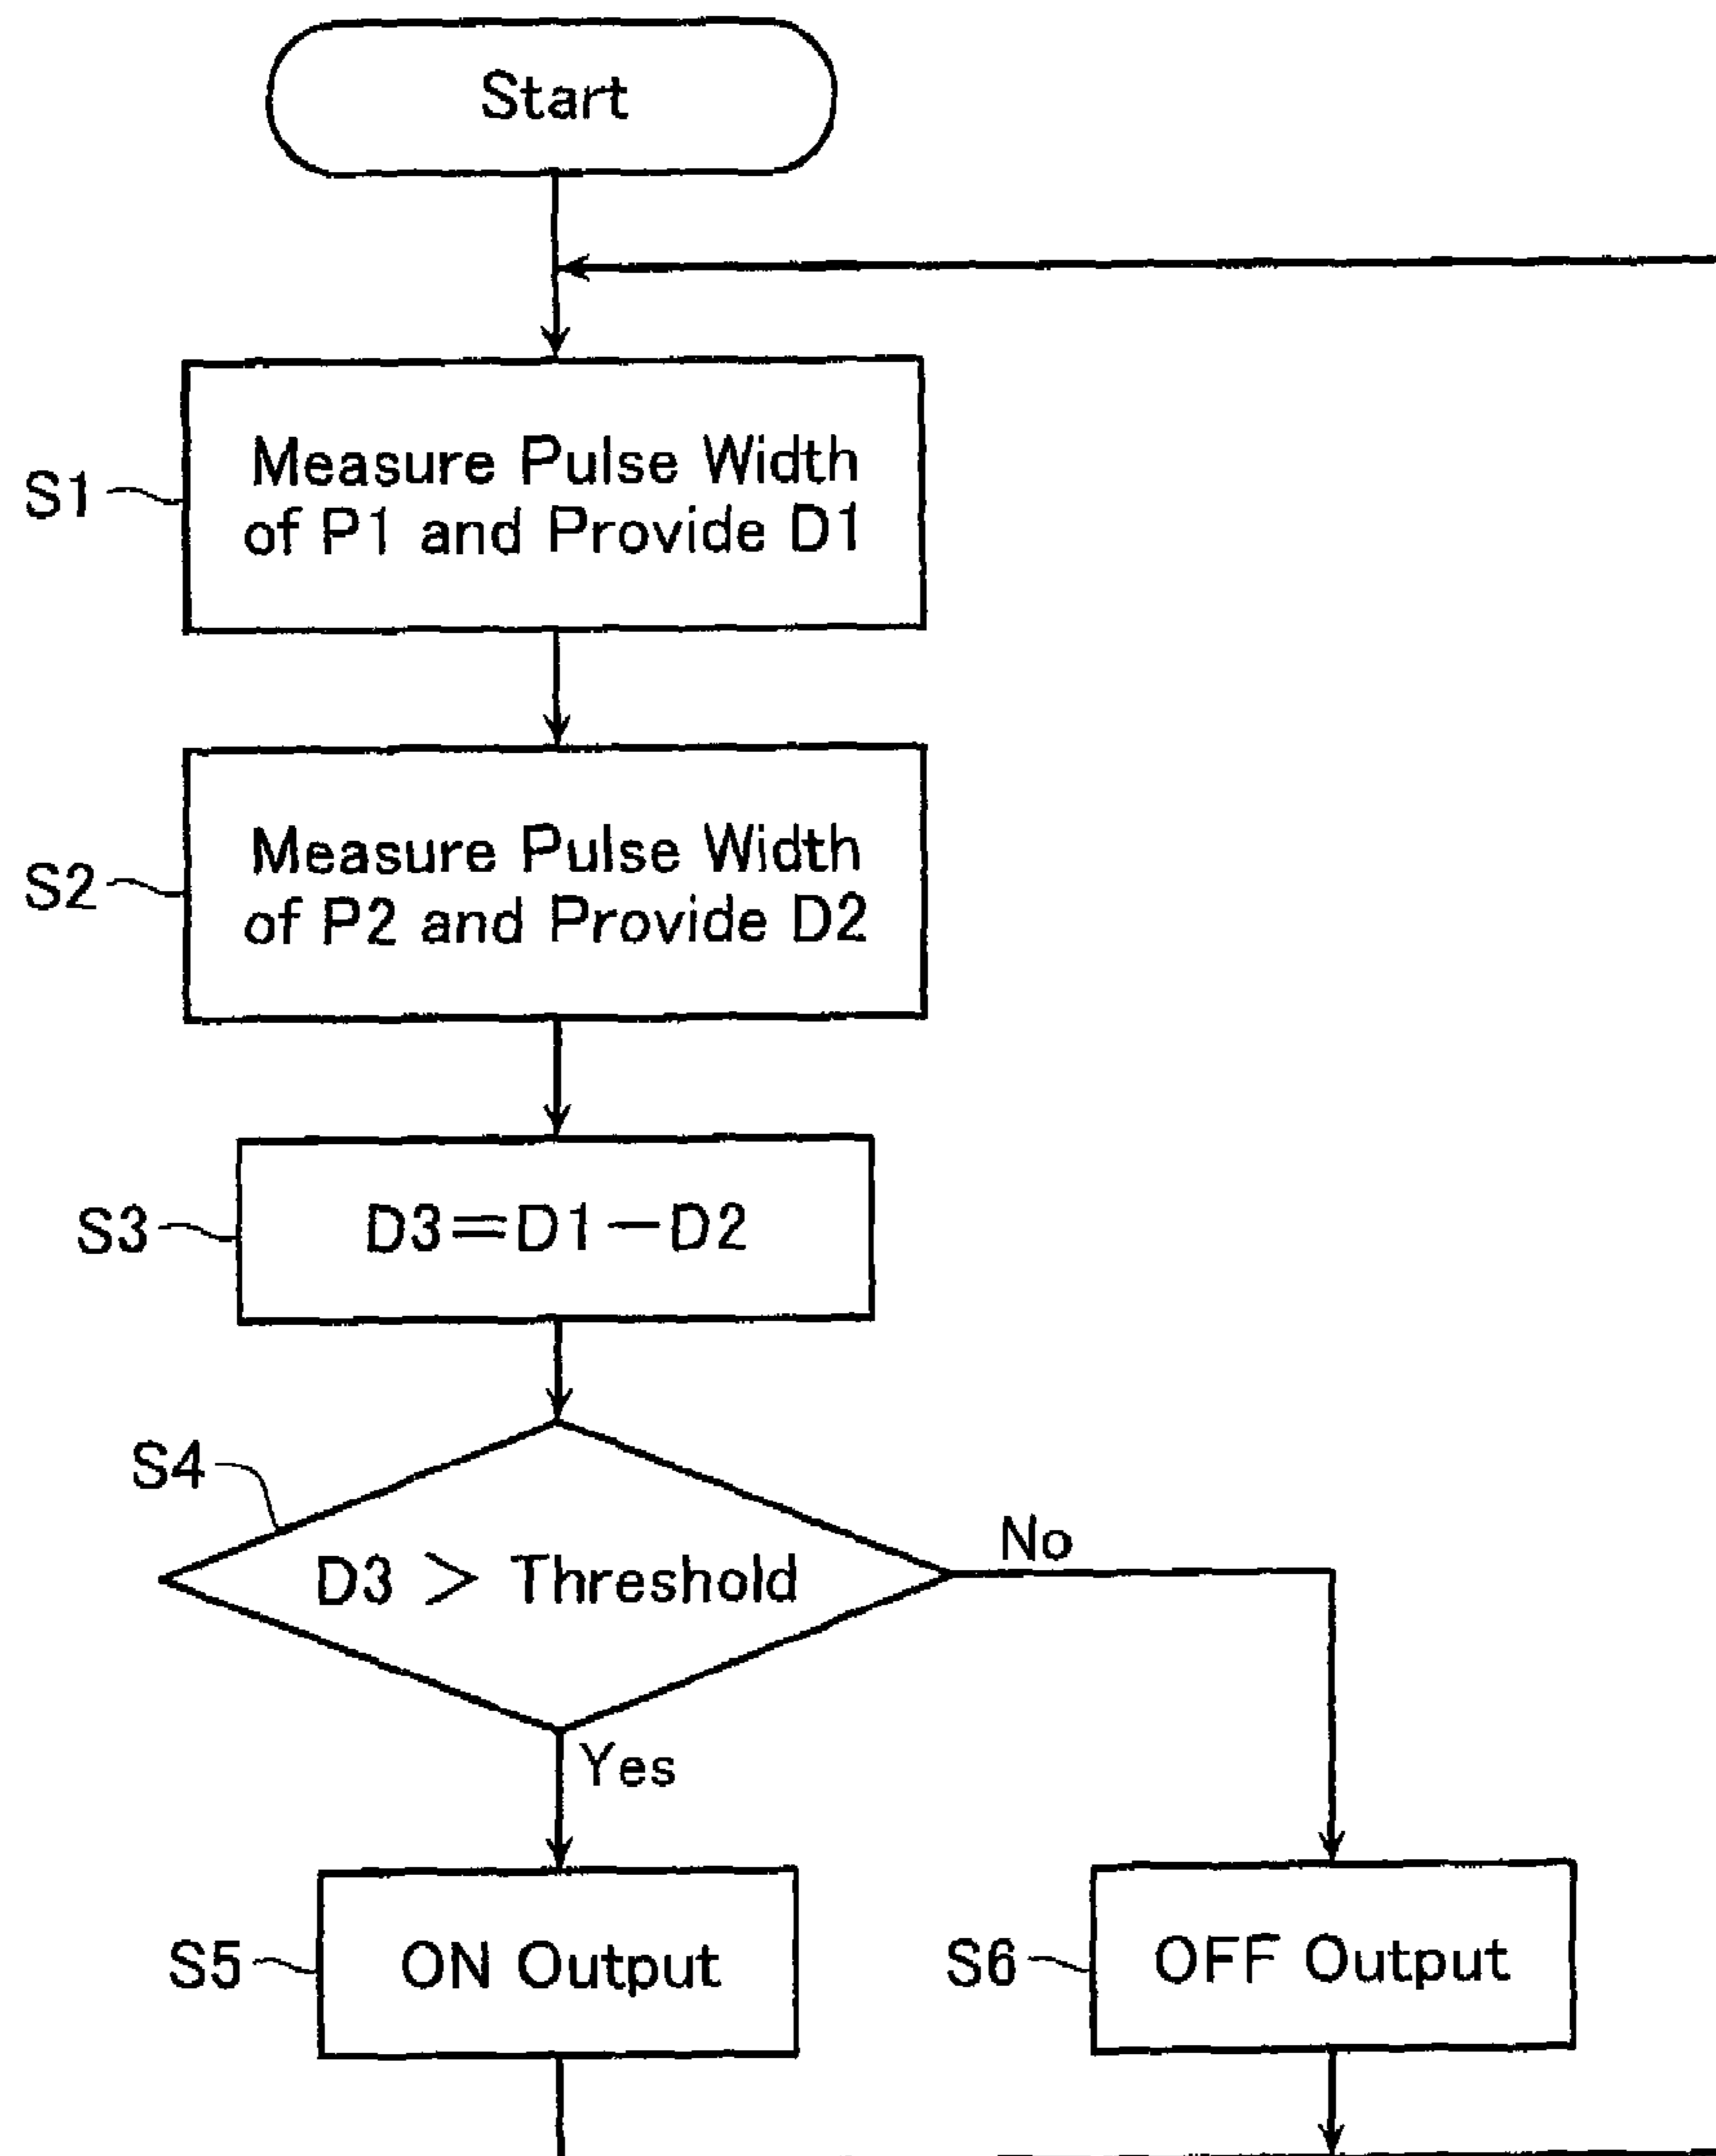 Start
S1
Measure Pulse Width
of P1 and Provide D1
S2
Measure Pulse Width
of P2 and Provide D2
S3
D3=D1-D2
S4
D3 > Threshold
No
Yes
S5
ON Output
S6
OFF Output